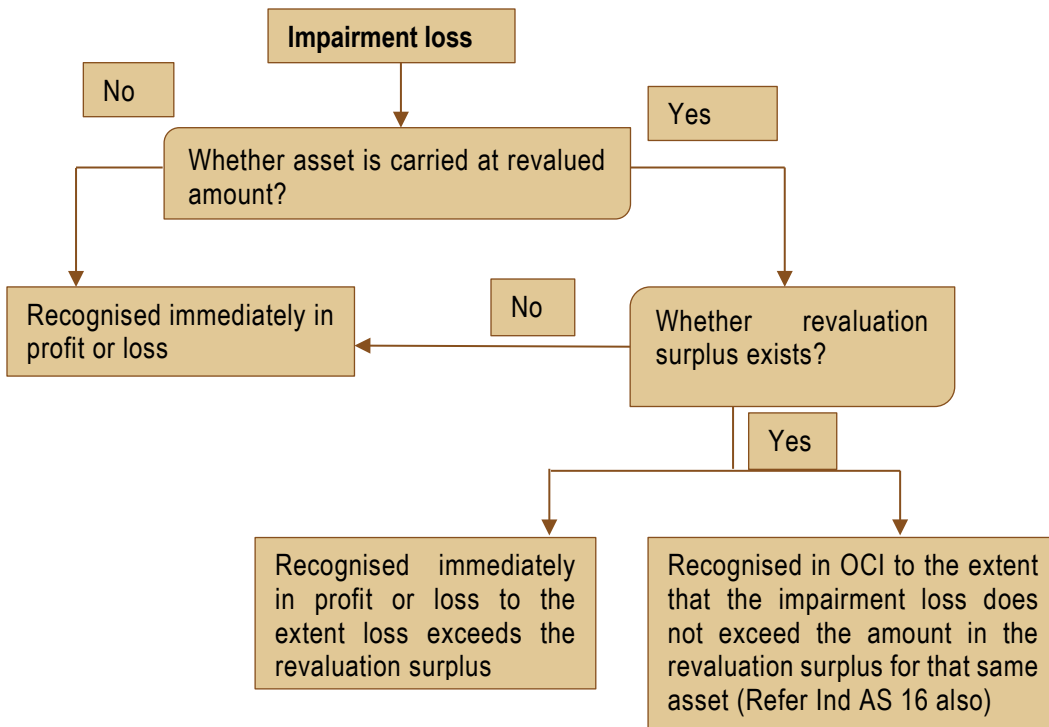 Impairment loss
No
Yes
Whether asset is carried at revalued
amount?
Recognised immediately in
profit or loss
No
Whether revaluation
surplus exists?
Yes
Recognised immediately
in profit or loss to the
extent loss exceeds the
revaluation surplus
Recognised in OCI to the extent
that the impairment loss does
not exceed the amount in the
revaluation surplus for that same
asset (Refer Ind AS 16 also)